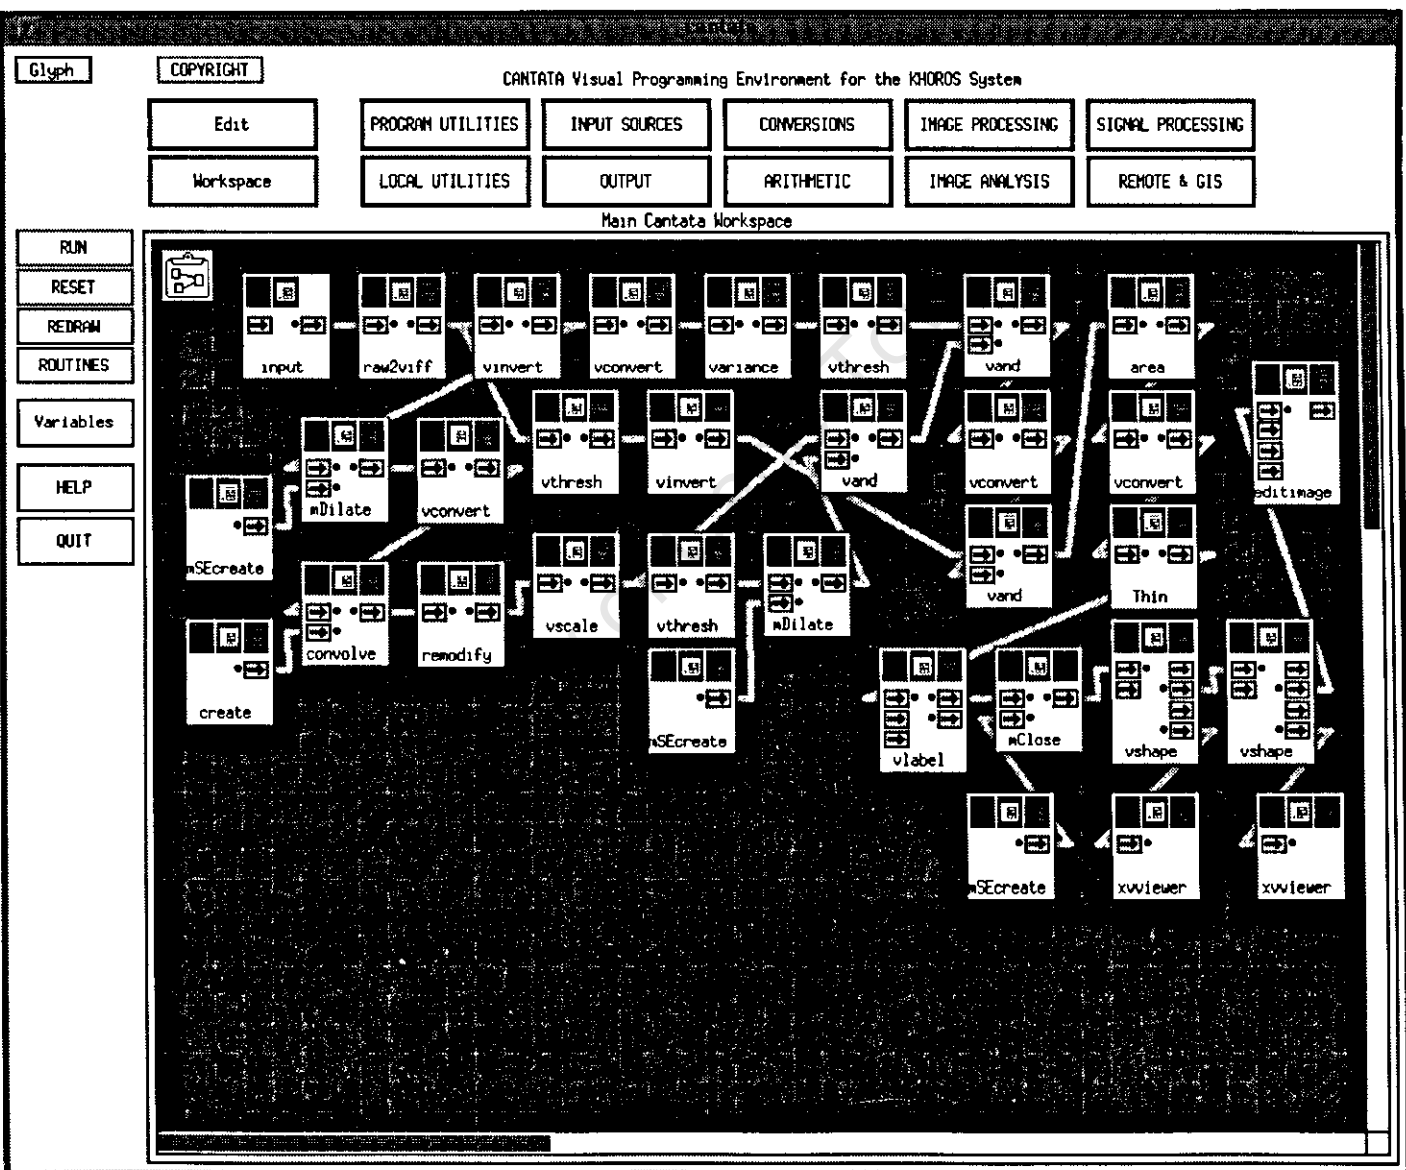 Glyph
COPYRIGHT
CANTATA Visual Programming Environment for the KHOROS System
Edit
PROGRAM UTILITIES
INPUT SOURCES
CONVERSIONS
IMAGE PROCESSING
SIGNAL PROCESSING
Workspace
LOCAL UTILITIES
OUTPUT
ARITHMETIC
IMAGE ANALYSIS
REMOTE & GIS
Main Cantata Workspace
RUN
RESET
REDRAW
ROUTINES
Variables
HELP
QUIT
input
raw2viff
vinvert
vconvert
variance
vthresh
vand
area
vthresh
vinvert
vand
vconvert
vconvert
editimage
mDilate
vconvert
mSEcreate
vscale
vthresh
mDilate
vand
Thin
convolve
remodify
create
mSEcreate
vlabel
mClose
vshape
vshape
mSEcreate
xvviewer
xvviewer